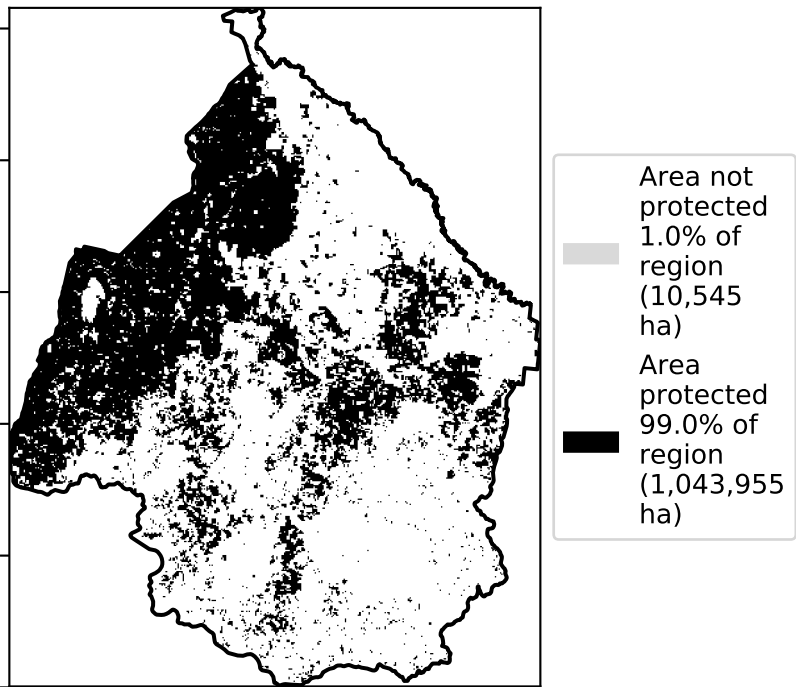 Area not
protected
1.0% of
region
(10,545
ha)
Area
protected
99.0% of
region
(1,043,955
ha)